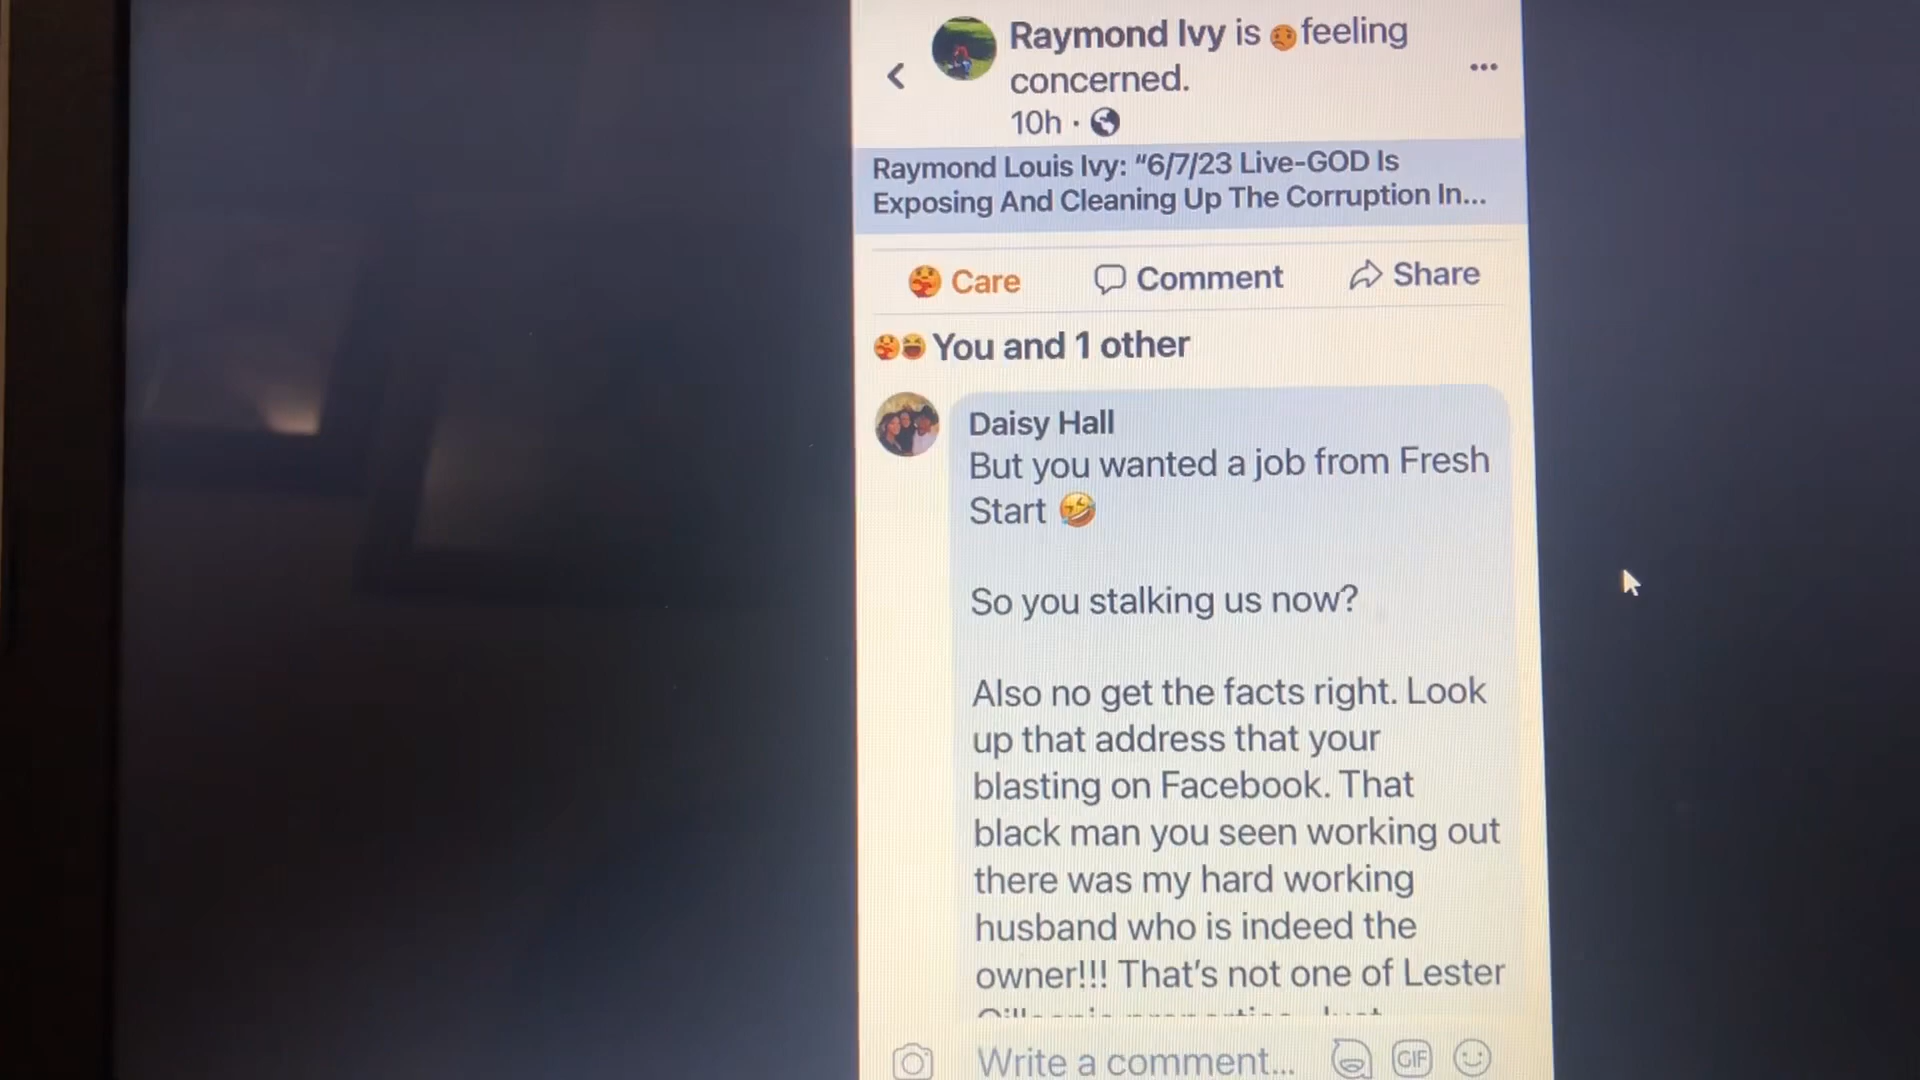 Raymond Ivy is feeling
concerned.
10h ·
Raymond Louis Ivy: "6/7/23 Live-GOD Is
Exposing And Cleaning Up The Corruption In...
Care Comment Share
You and 1 other
Daisy Hall
But you wanted a job from Fresh
Start 🤣
So you stalking us now?
Also no get the facts right. Look
up that address that your
blasting on Facebook. That
black man you seen working out
there was my hard working
husband who is indeed the
owner!!! That's not one of Lester
Write a comment...
GIF